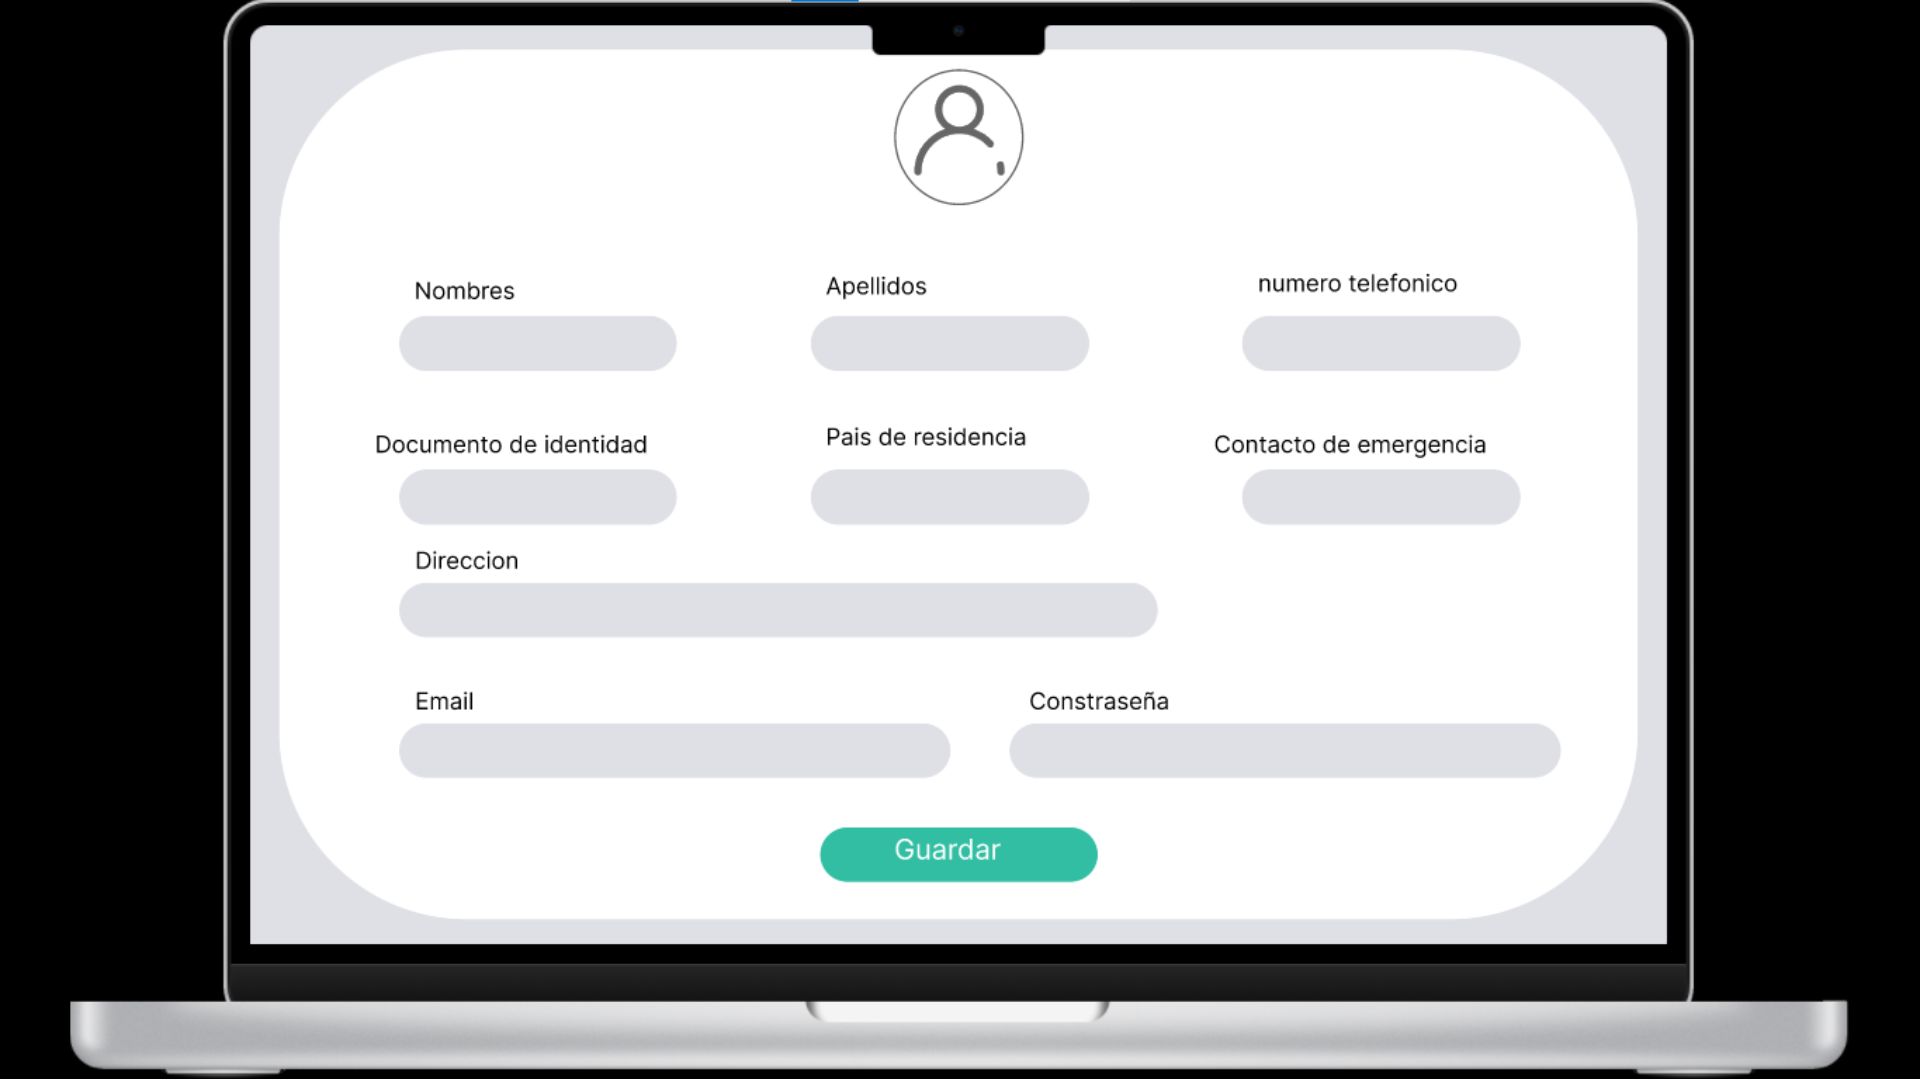 Nombres
Apellidos
numero telefonico
Documento de identidad
Pais de residencia
Contacto de emergencia
Direccion
Email
Constraseña
Guardar